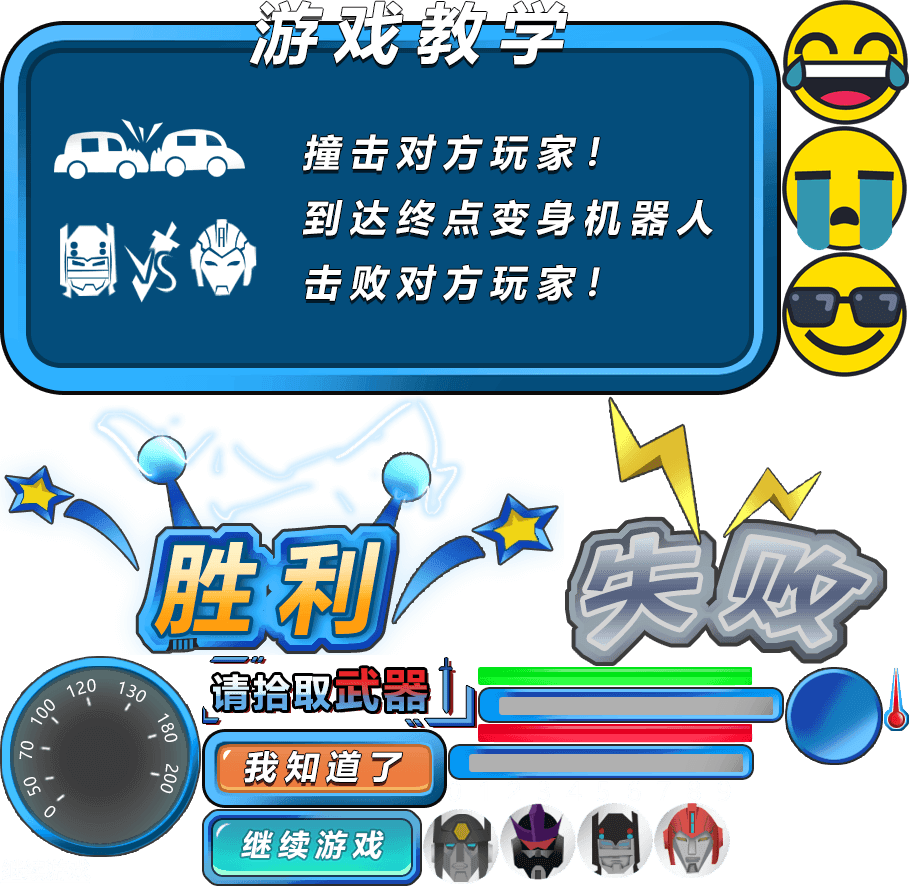 游戏教学
撞击对方玩家！
到达终点变身机器人
VS
击败对方玩家！
胜利
失败
0
50
70
100
120
130
180
200
请拾取武器
我知道了
继续游戏